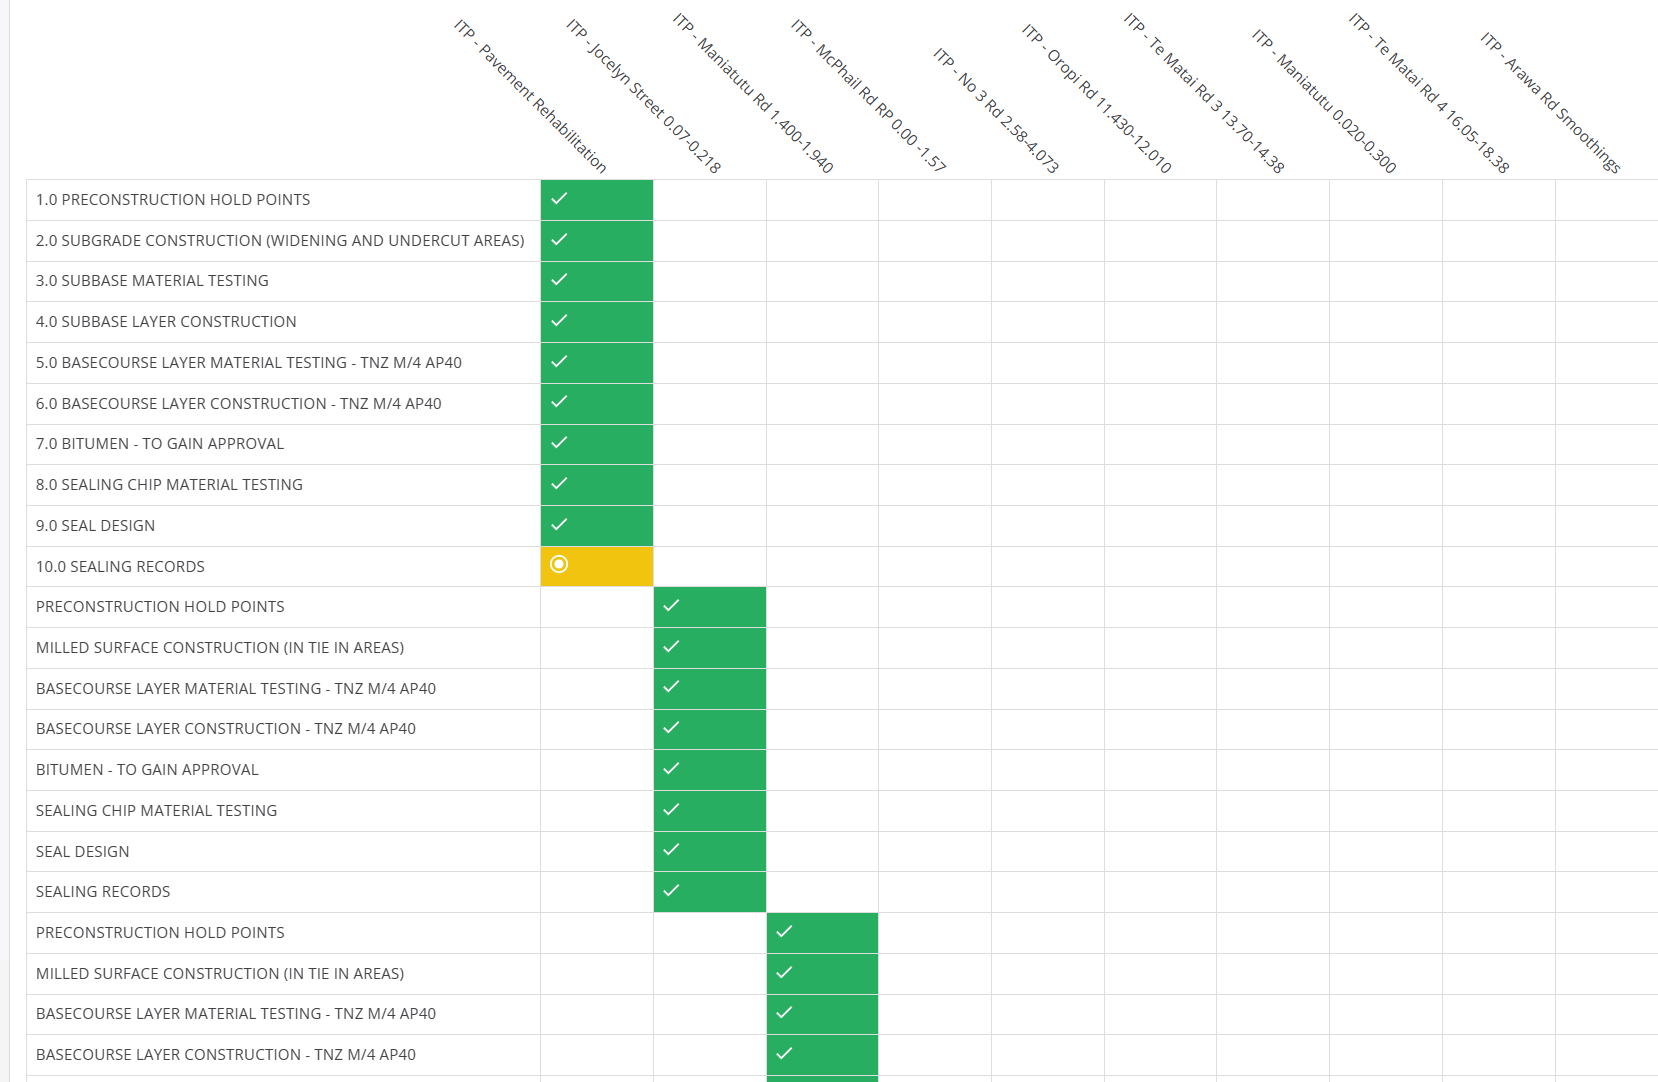 ITP - Pavement Rehabilitation
ITP - Jocelyn Street 0.07-0.218
ITP - Maniatutu Rd 1.400-1.940
ITP - McPhail Rd RP 0.00 -1.57
ITP - No 3 Rd 2.58-4.073
ITP - Oropi Rd 11.430-12.010
ITP - Te Matai Rd 3 13.70-14.38
ITP - Maniatutu 0.020-0.300
ITP - Te Matai Rd 4 16.05-18.38
ITP - Arawa Rd Smoothings
1.0 PRECONSTRUCTION HOLD POINTS
2.0 SUBGRADE CONSTRUCTION (WIDENING AND UNDERCUT AREAS)
3.0 SUBBASE MATERIAL TESTING
4.0 SUBBASE LAYER CONSTRUCTION
5.0 BASECOURSE LAYER MATERIAL TESTING - TNZ M/4 AP40
6.0 BASECOURSE LAYER CONSTRUCTION - TNZ M/4 AP40
7.0 BITUMEN - TO GAIN APPROVAL
8.0 SEALING CHIP MATERIAL TESTING
9.0 SEAL DESIGN
10.0 SEALING RECORDS
PRECONSTRUCTION HOLD POINTS
MILLED SURFACE CONSTRUCTION (IN TIE IN AREAS)
BASECOURSE LAYER MATERIAL TESTING - TNZ M/4 AP40
BASECOURSE LAYER CONSTRUCTION - TNZ M/4 AP40
BITUMEN - TO GAIN APPROVAL
SEALING CHIP MATERIAL TESTING
SEAL DESIGN
SEALING RECORDS
PRECONSTRUCTION HOLD POINTS
MILLED SURFACE CONSTRUCTION (IN TIE IN AREAS)
BASECOURSE LAYER MATERIAL TESTING - TNZ M/4 AP40
BASECOURSE LAYER CONSTRUCTION - TNZ M/4 AP40